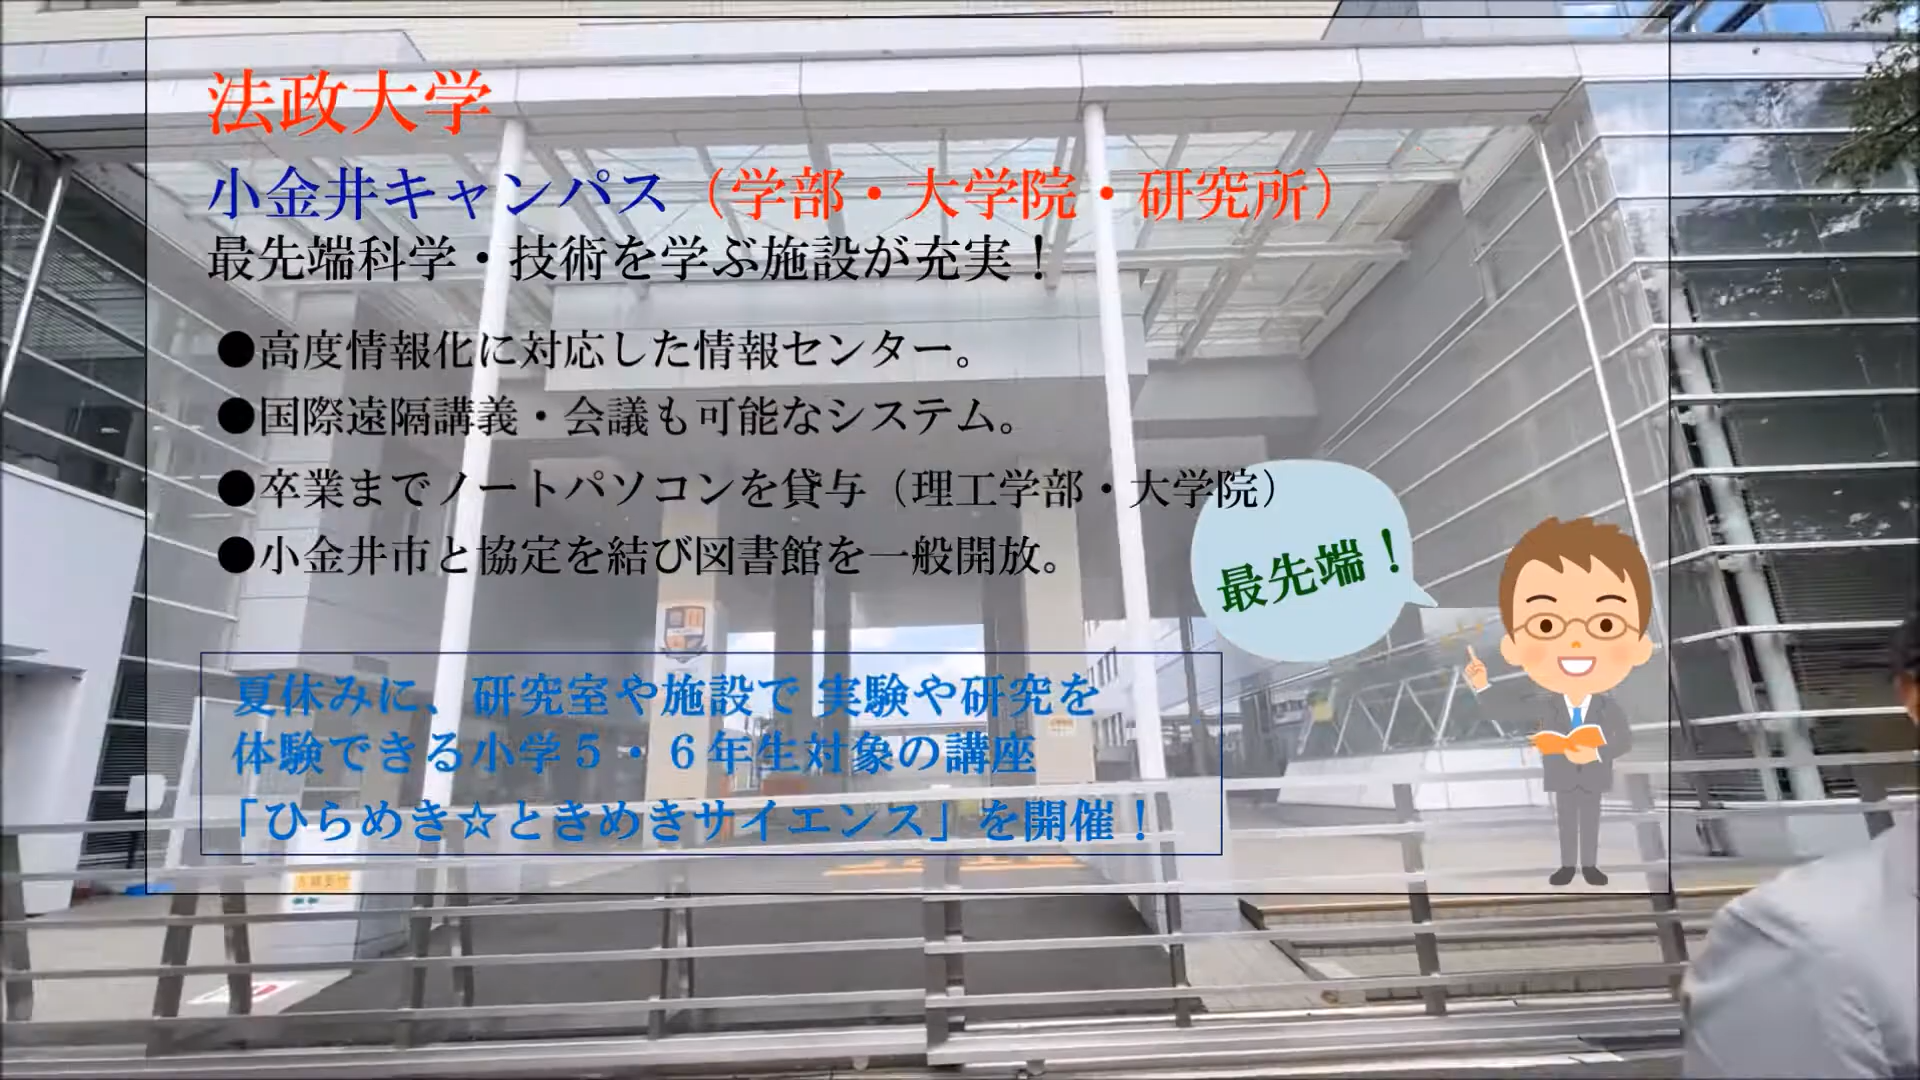 法政大学
小金井キャンパス（学部・大学院・研究所）
最先端科学・技術を学ぶ施設が充実！
●高度情報化に対応した情報センター。
●国際遠隔講義・会議も可能なシステム。
●卒業までノートパソコンを貸与（理工学部・大学院）
●小金井市と協定を結び図書館を一般開放。
最先端！
夏休みに、研究室や施設で 実験や研究を
体験できる小学５・６年生対象の講座
「ひらめき☆ときめきサイエンス」を開催！